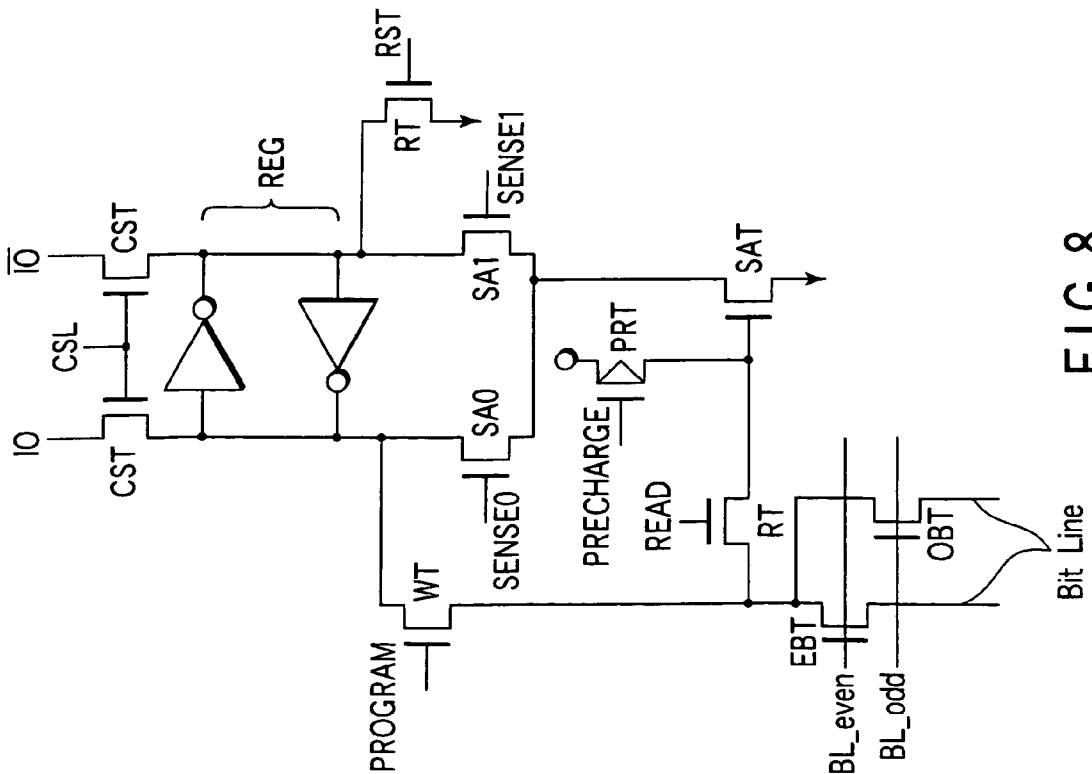 IO
CSL
IO
CST
CST
REG
RST
RT
SENSE1
SA1
SA0
SENSE0
WT
PROGRAM
PRECHARGE
PRT
SAT
READ
RT
EBT
BL_even
BL_odd
OBT
Bit Line
FIG. 8